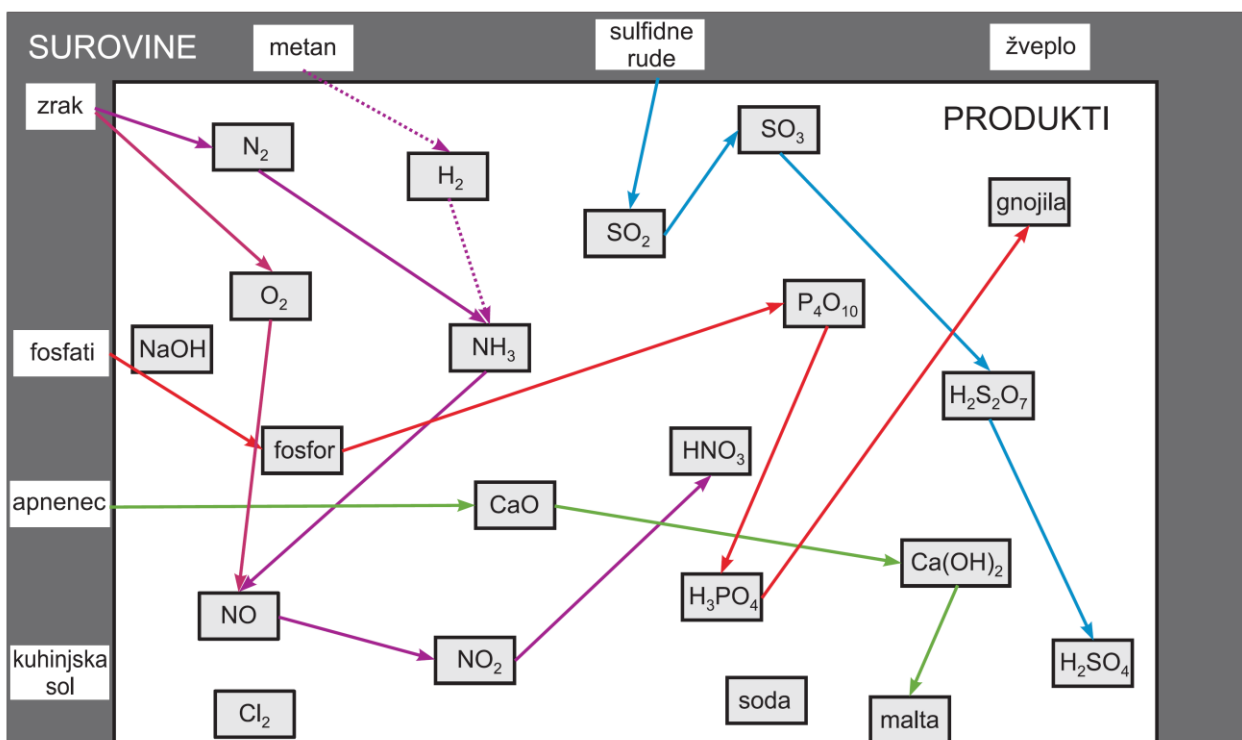 SUROVINE
metan
sulfidne
rude
žveplo
zrak
PRODUKTI
N₂
H₂
SO₃
gnojila
SO₂
O₂
P₄O₁₀
fosfati
NaOH
NH₃
H₂S₂O₇
fosfor
HNO₃
apnenec
CaO
Ca(OH)₂
NO
H₃PO₄
kuhinjska
sol
NO₂
H₂SO₄
Cl₂
soda
malta